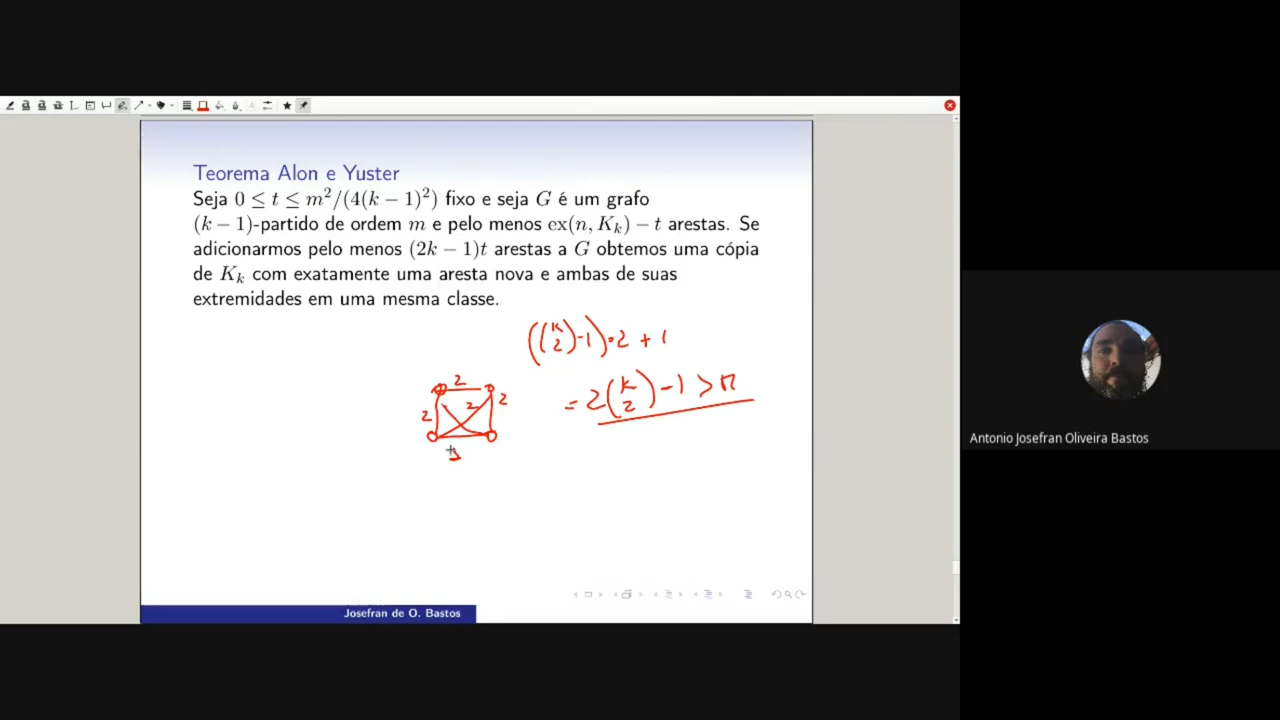 Teorema Alon e Yuster
Seja 0 ≤ t ≤ m²/(4(k − 1)²) fixo e seja G é um grafo
(k − 1)-partido de ordem m e pelo menos ex(n, K_k) − t arestas. Se
adicionarmos pelo menos (2k − 1)t arestas a G obtemos uma cópia
de K_k com exatamente uma aresta nova e ambas de suas
extremidades em uma mesma classe.
((k 2) - 1) · 2 + 1
2
2
2
2
= 2(k 2) - 1 > r
Antonio Josefran Oliveira Bastos
Josefran de O. Bastos